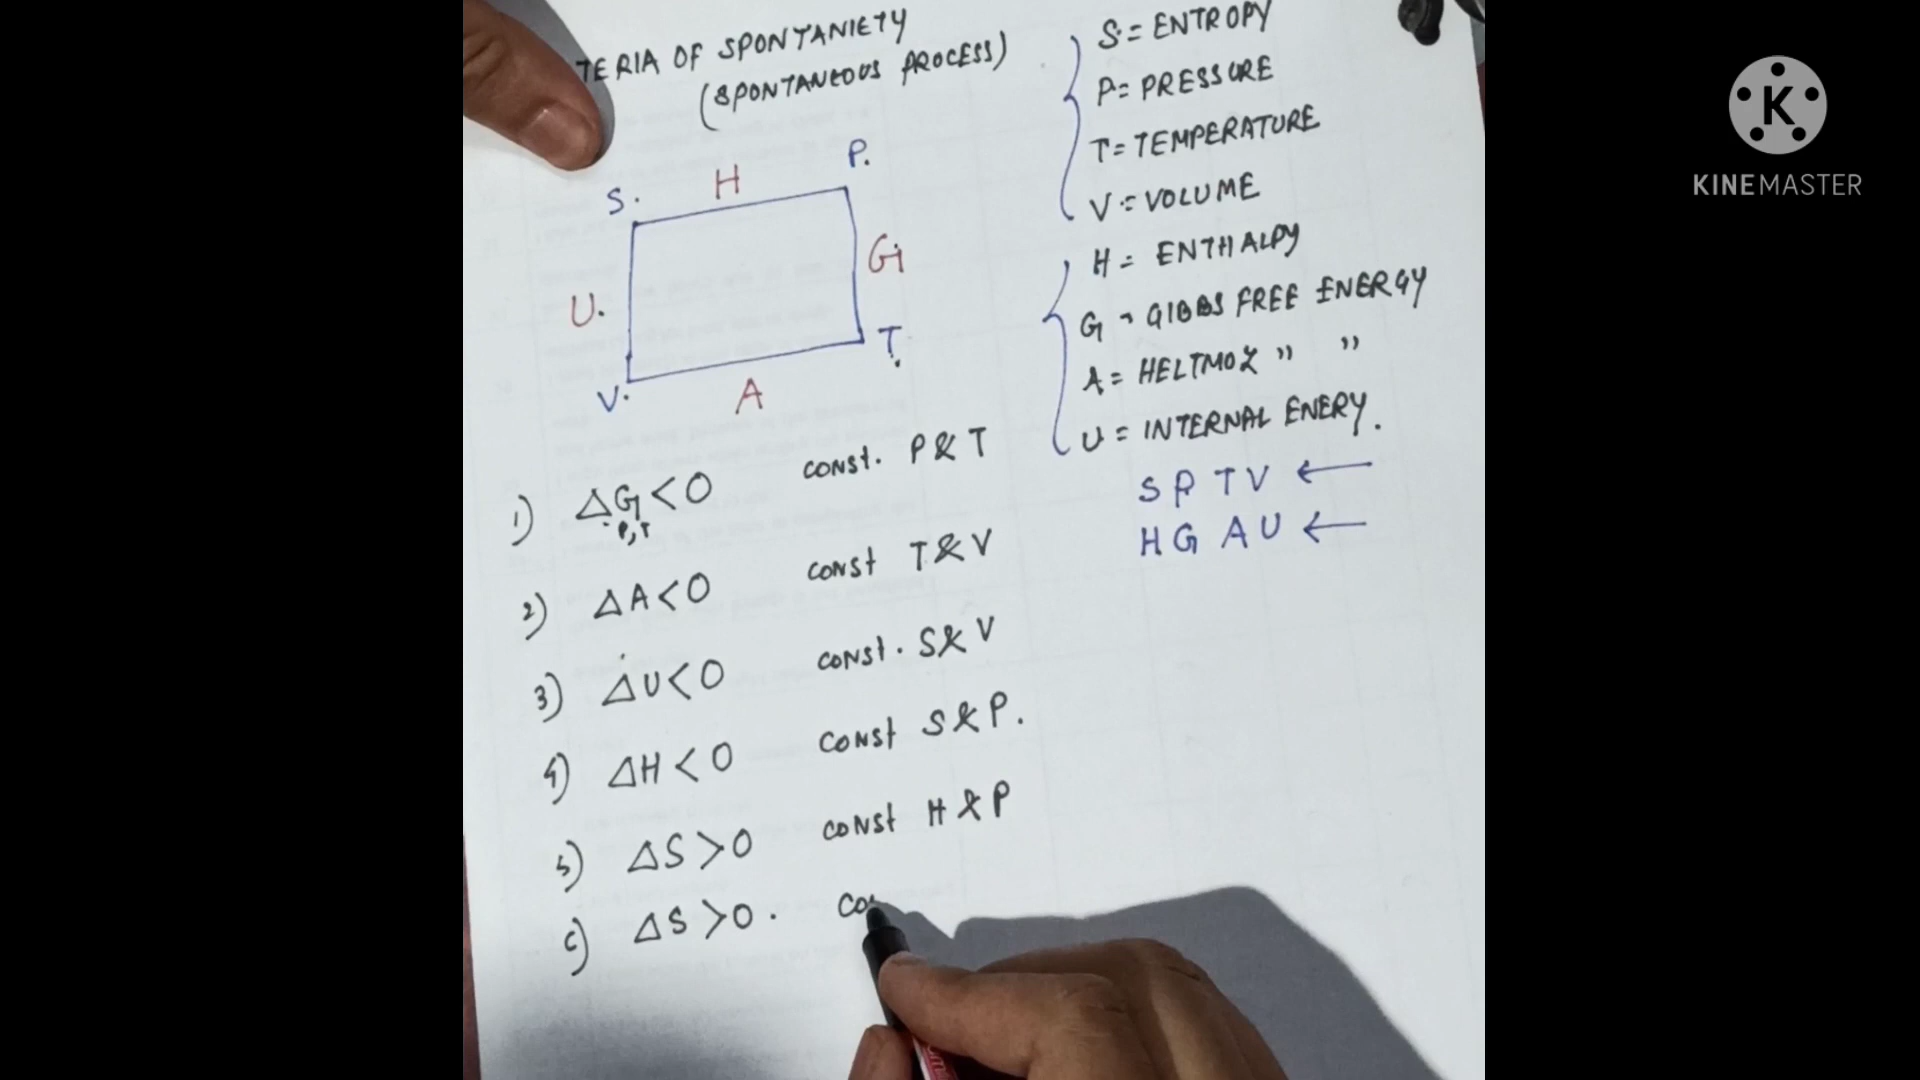 TERIA OF SPONTANIETY
(SPONTANEOUS PROCESS)
S. H P.
U. G
V. A T.
S = ENTROPY
P = PRESSURE
T = TEMPERATURE
V = VOLUME
H = ENTHALPY
G = GIBBS FREE ENERGY
A = HELTMOZ " "
U = INTERNAL ENERY.
S P T V ←
H G A U ←
1) ΔG < 0 CONST. P & T
P,T
2) ΔA < 0 CONST T & V
3) ΔU < 0 CONST. S & V
4) ΔH < 0 CONST S & P.
5) ΔS > 0 CONST H & P
6) ΔS > 0. CO
K
KINEMASTER